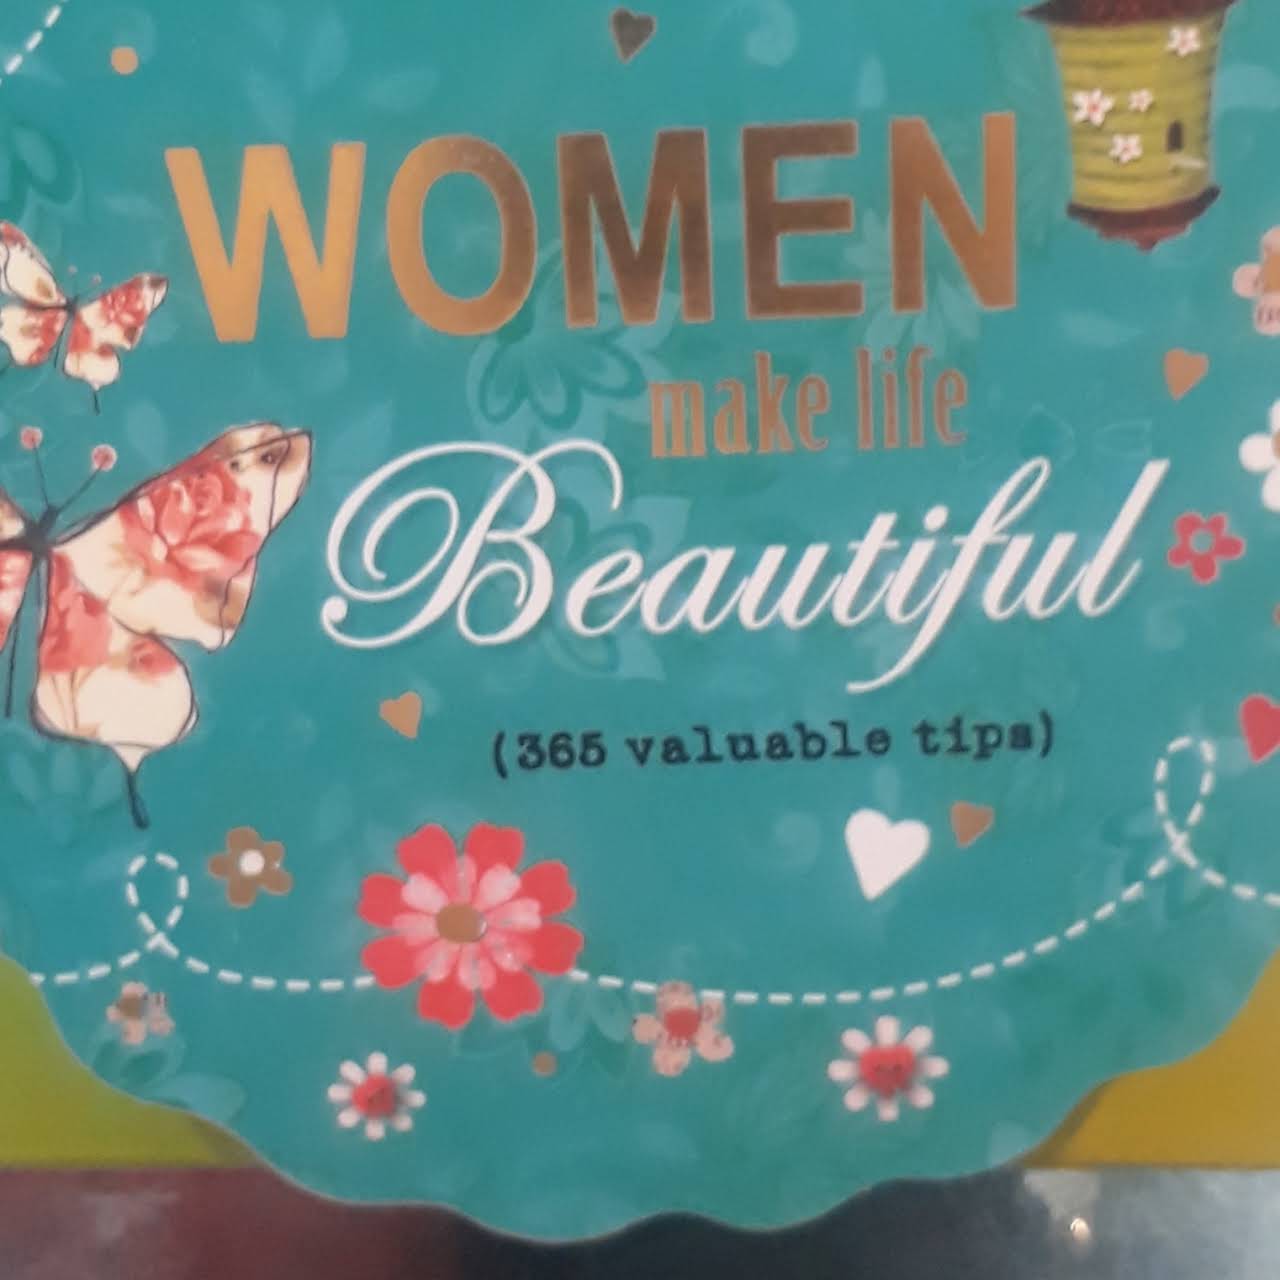 WOMEN
make life
Beautiful
(365 valuable tips)